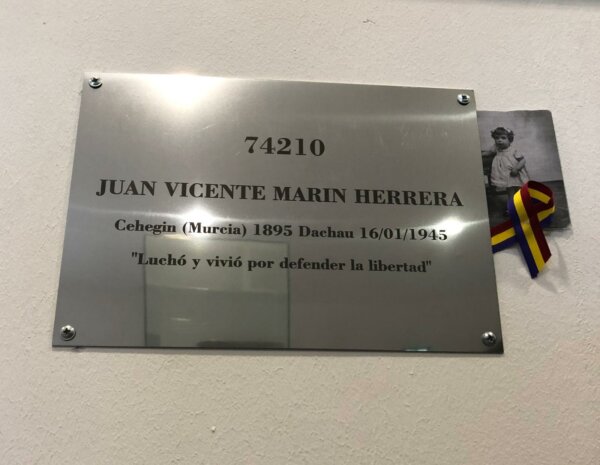 74210
JUAN VICENTE MARIN HERRERA
Cehegin (Murcia) 1895 Dachau 16/01/1945
"Luchó y vivió por defender la libertad"